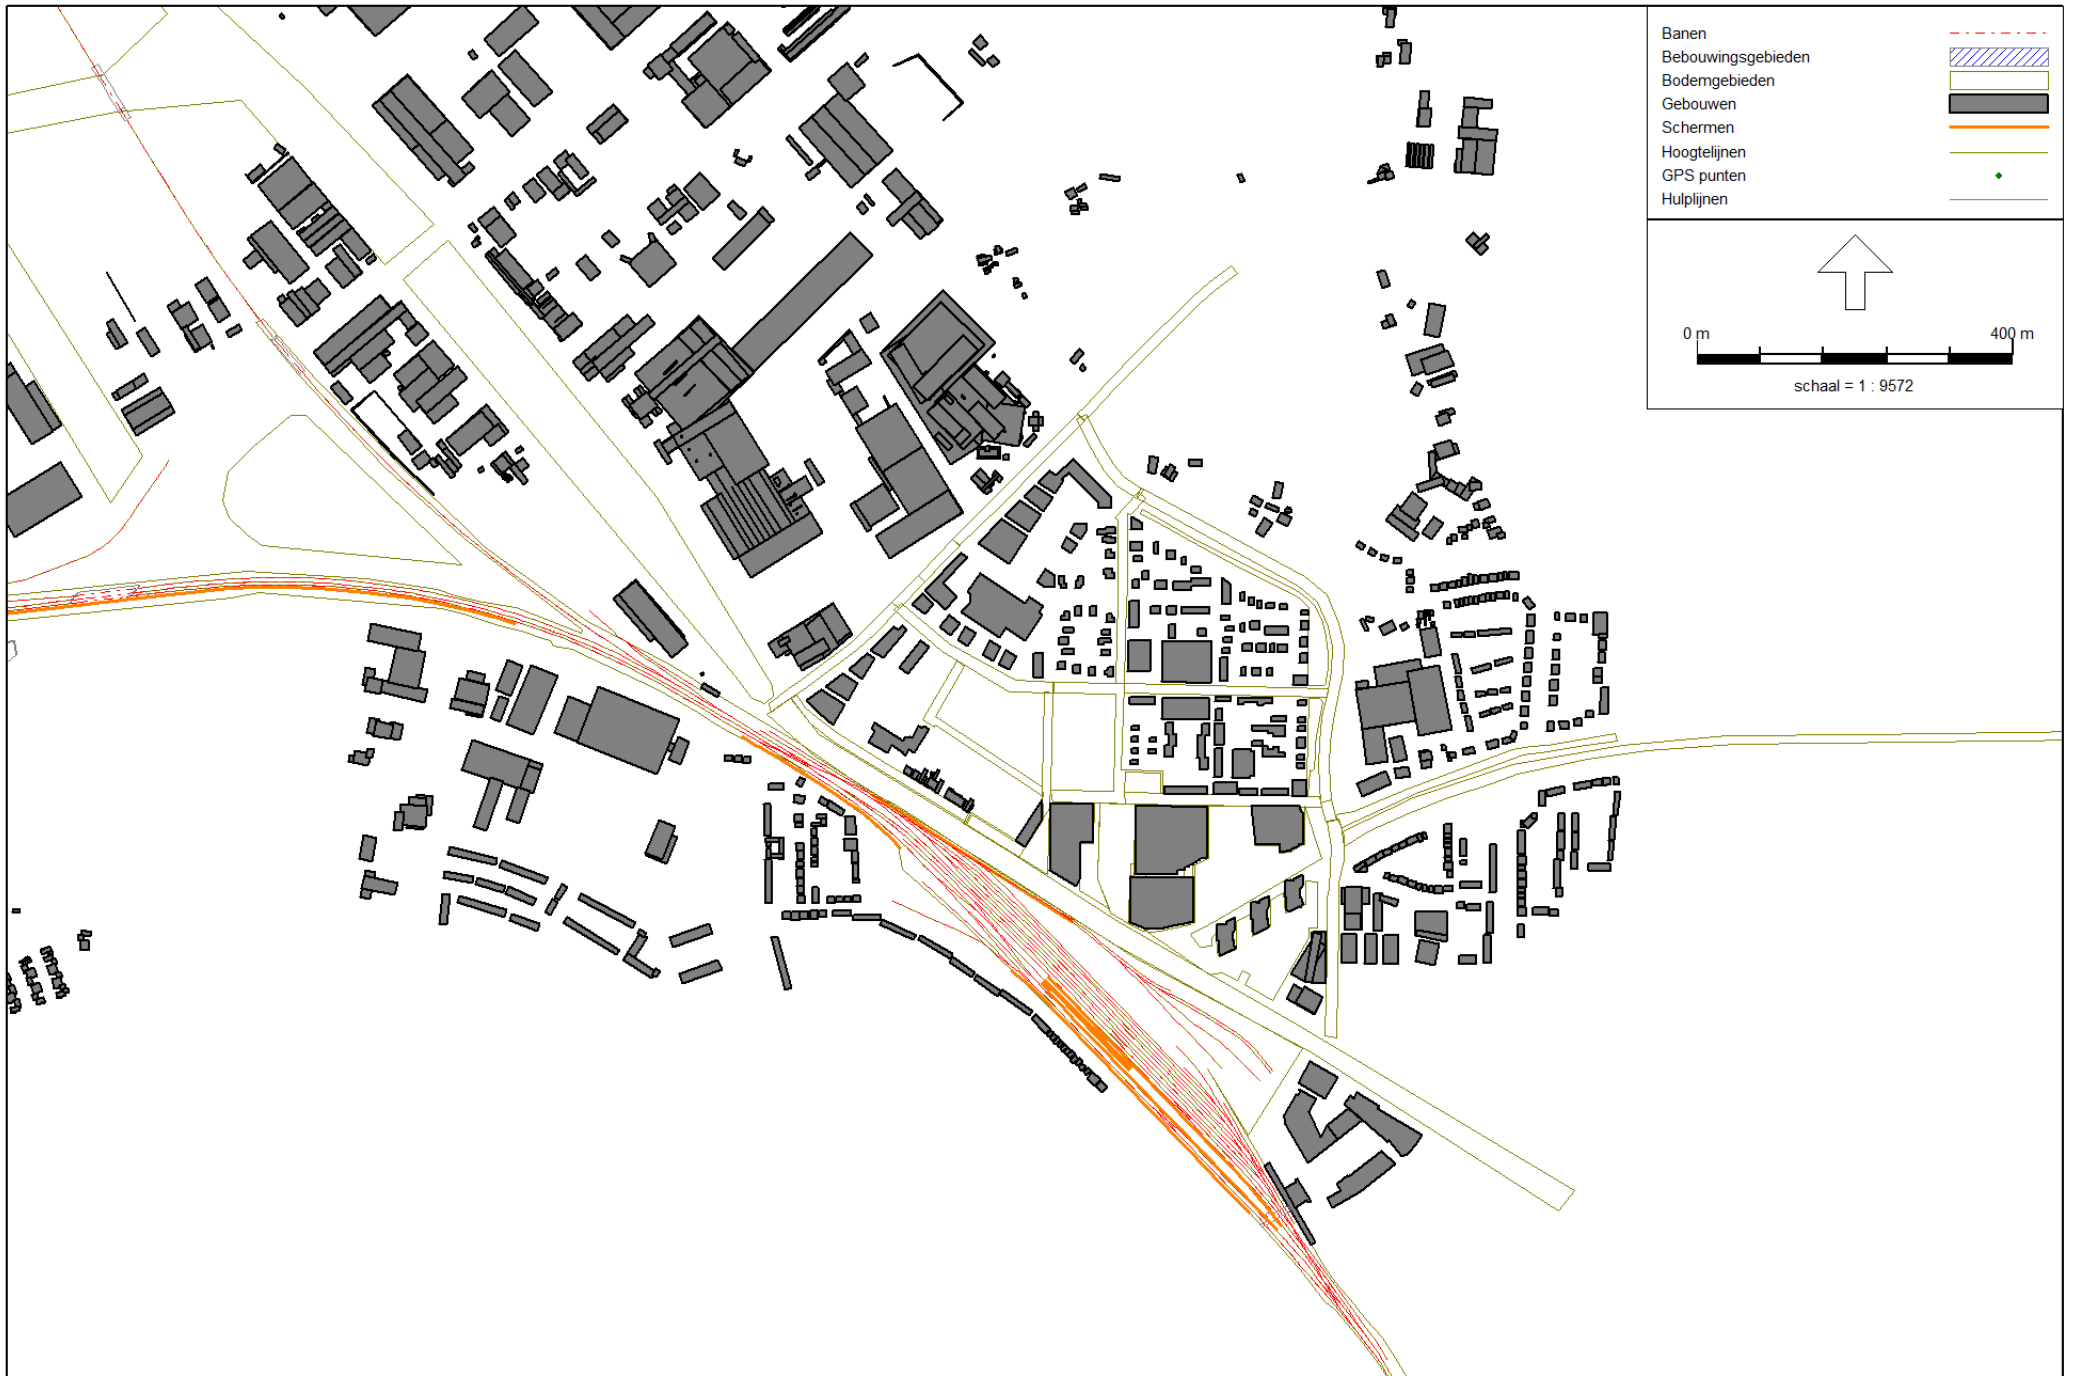 Banen
Bebouwingsgebieden
Bodemgebieden
Gebouwen
Schermen
Hoogtelijnen
GPS punten
Hulplijnen
0 m 400 m
schaal = 1 : 9572